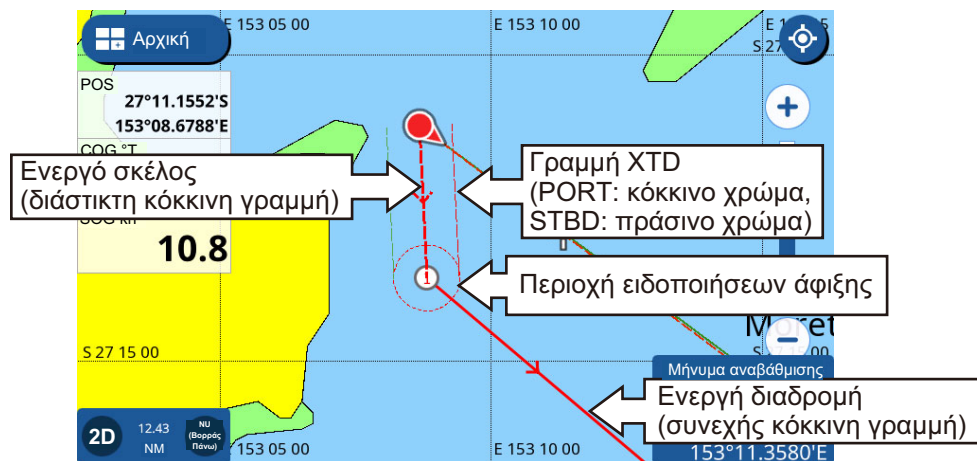 Αρχική
E 153 05 00
E 153 10 00
POS
27°11.1552'S
153°08.6788'E
COG °T
Ενεργό σκέλος
(διάστικτη κόκκινη γραμμή)
10.8
Γραμμή XTD
(PORT: κόκκινο χρώμα,
STBD: πράσινο χρώμα)
1
Περιοχή ειδοποιήσεων άφιξης
Moret
S 27 15 00
Μήνυμα αναβάθμισης
Ενεργή διαδρομή
(συνεχής κόκκινη γραμμή)
153°11.3580'E
2D
12.43
NM
NU
(Βορράς
Πάνω)
E 153 05 00
E 153 10 00